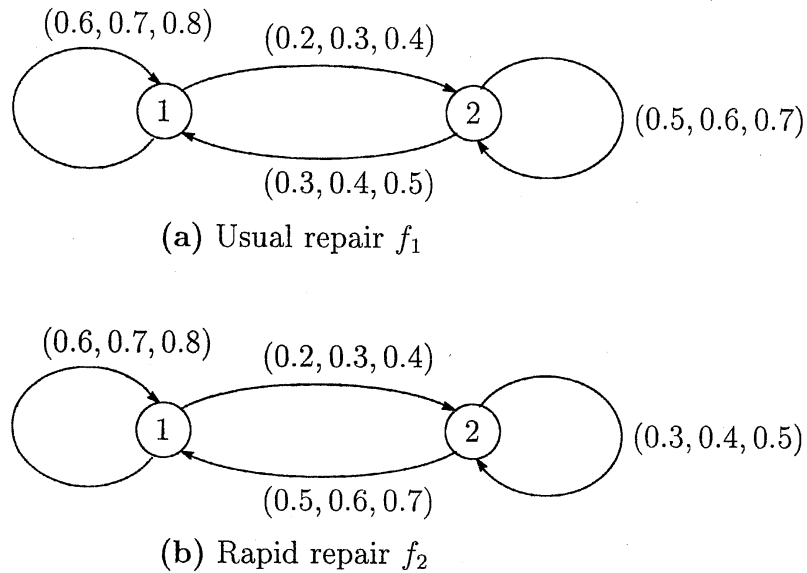 (0.6, 0.7, 0.8)
(0.2, 0.3, 0.4)
1
2
(0.5, 0.6, 0.7)
(0.3, 0.4, 0.5)
(a) Usual repair f₁
(0.6, 0.7, 0.8)
(0.2, 0.3, 0.4)
1
2
(0.3, 0.4, 0.5)
(0.5, 0.6, 0.7)
(b) Rapid repair f₂